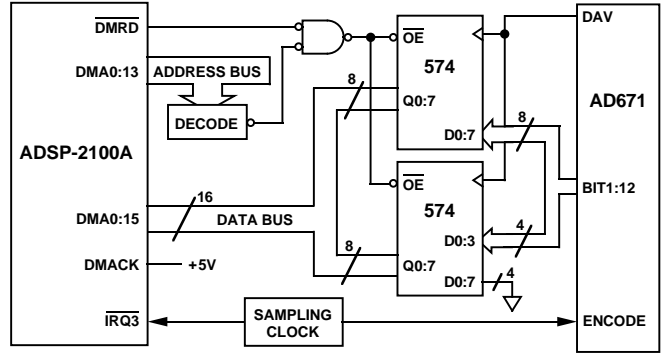 DMRD
DMA0:13
ADDRESS BUS
DECODE
ADSP-2100A
16
DMA0:15
DATA BUS
DMACK
+5V
IRQ3
SAMPLING
CLOCK
8
8
OE
574
Q0:7
D0:7
OE
574
D0:3
Q0:7
D0:7
4
8
4
DAV
AD671
BIT1:12
ENCODE